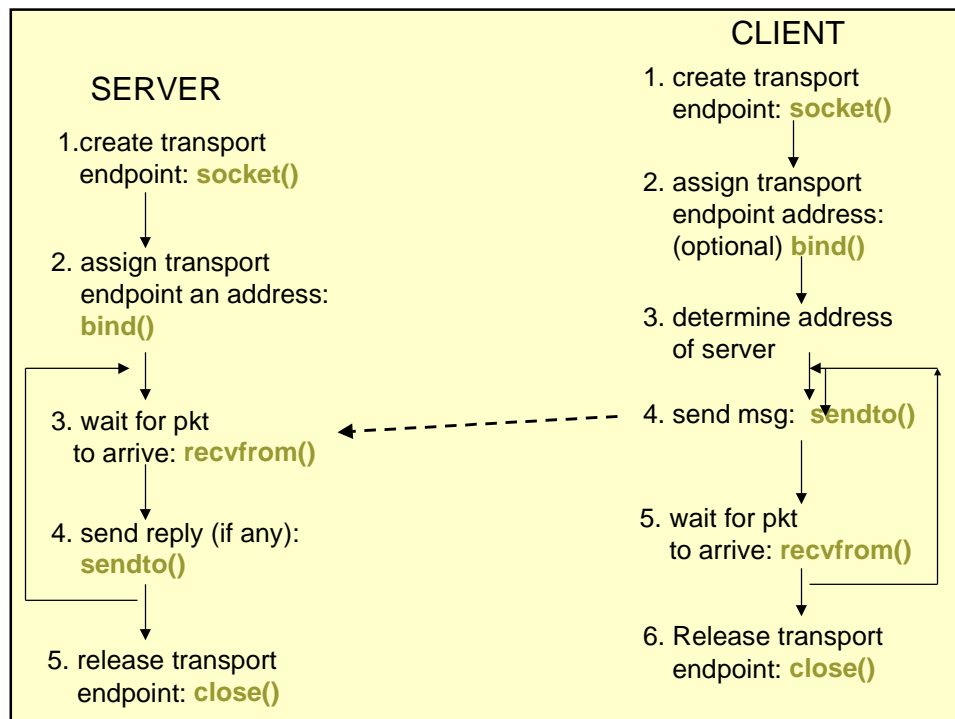 SERVER
1.create transport
endpoint: socket()
2. assign transport
endpoint an address:
bind()
3. wait for pkt
to arrive: recvfrom()
4. send reply (if any):
sendto()
5. release transport
endpoint: close()
CLIENT
1. create transport
endpoint: socket()
2. assign transport
endpoint address:
(optional) bind()
3. determine address
of server
4. send msg: sendto()
5. wait for pkt
to arrive: recvfrom()
6. Release transport
endpoint: close()